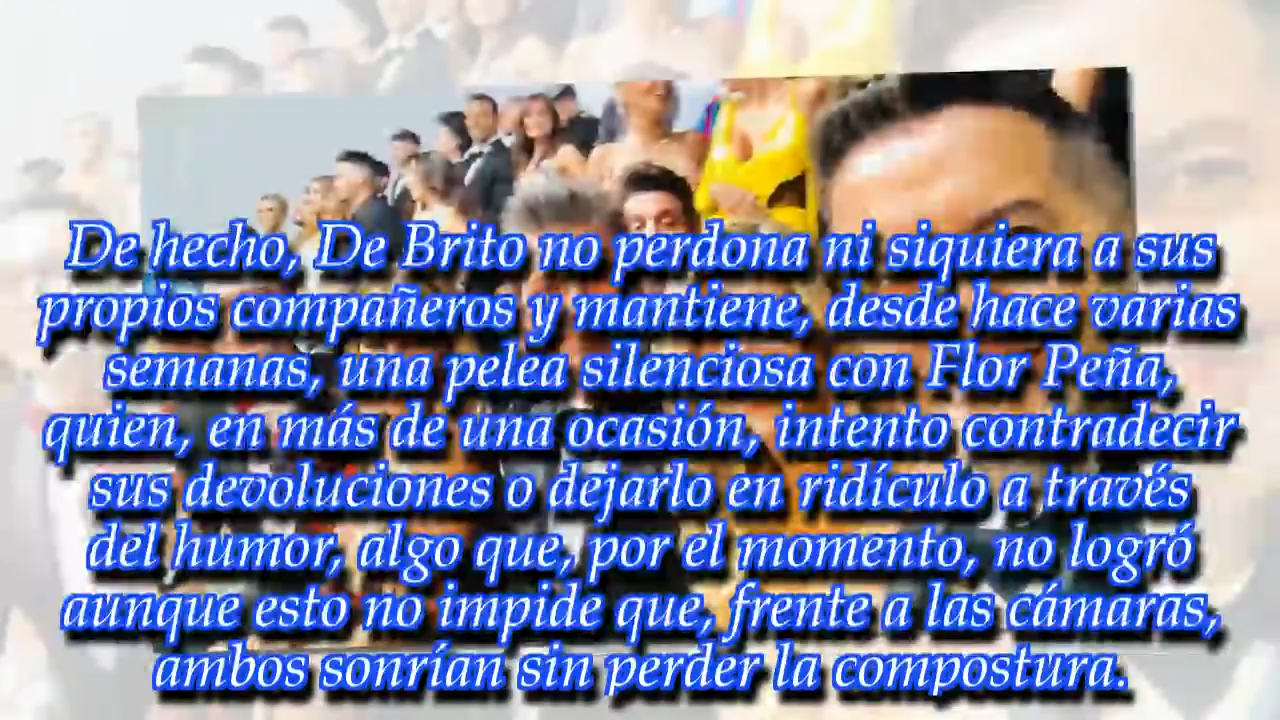 De hecho, De Brito no perdona ni siquiera a sus
propios compañeros y mantiene, desde hace varias
semanas, una pelea silenciosa con Flor Peña,
quien, en más de una ocasión, intento contradecir
sus devoluciones o dejarlo en ridículo a través
del humor, algo que, por el momento, no logró
aunque esto no impide que, frente a las cámaras,
ambos sonrían sin perder la compostura.